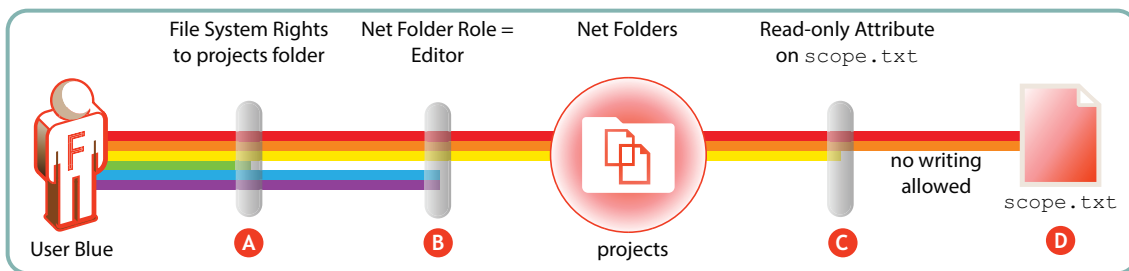 File System Rights
to projects folder
Net Folder Role =
Editor
Net Folders
Read-only Attribute
on scope.txt
F
no writing
allowed
scope.txt
User Blue
A
B
projects
C
D